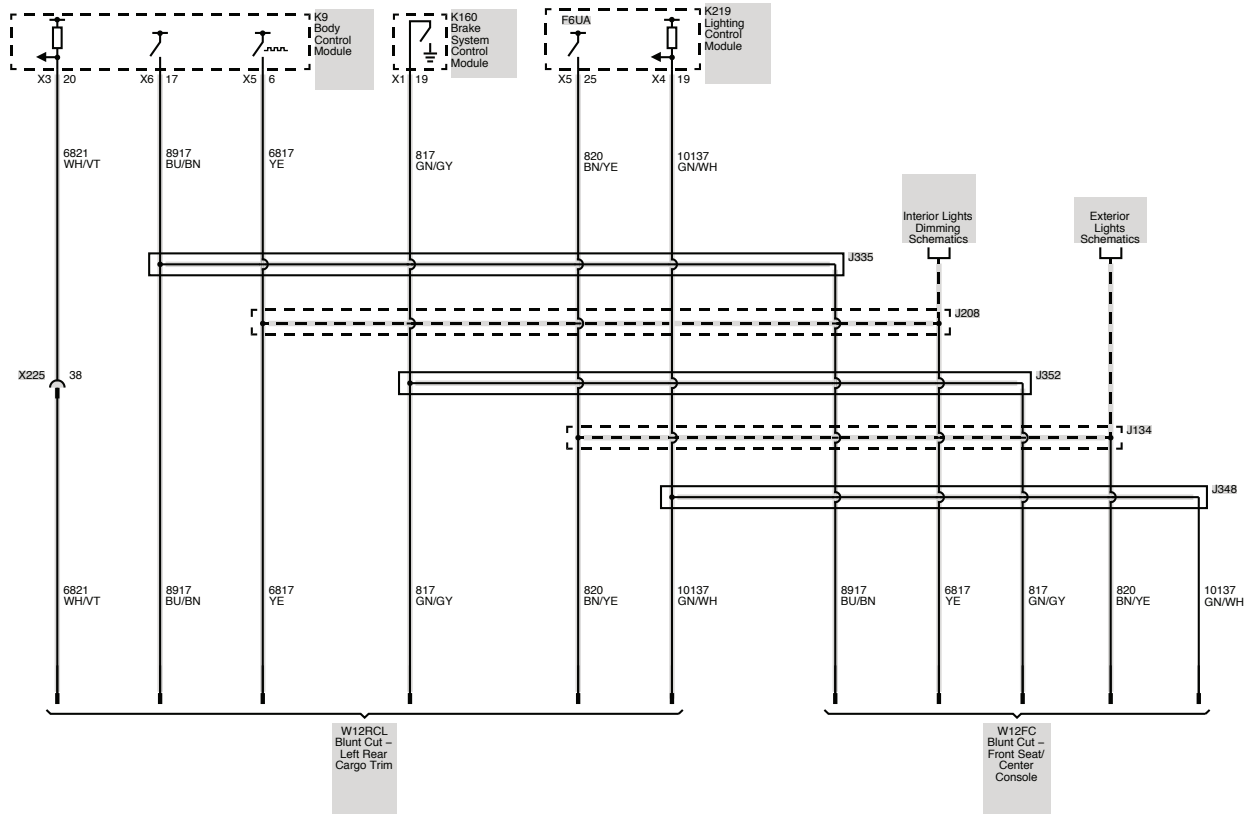 K9
Body
Control
Module
K160
Brake
System
Control
Module
F6UA
K219
Lighting
Control
Module
X3 20
X6 17
X5 6
X1 19
X5 25
X4 19
6821
WH/VT
8917
BU/BN
6817
YE
817
GN/GY
820
BN/YE
10137
GN/WH
Interior Lights
Dimming
Schematics
Exterior
Lights
Schematics
J335
J208
X225 38
J352
J134
J348
6821
WH/VT
8917
BU/BN
6817
YE
817
GN/GY
820
BN/YE
10137
GN/WH
8917
BU/BN
6817
YE
817
GN/GY
820
BN/YE
10137
GN/WH
W12RCL
Blunt Cut –
Left Rear
Cargo Trim
W12FC
Blunt Cut –
Front Seat/
Center
Console